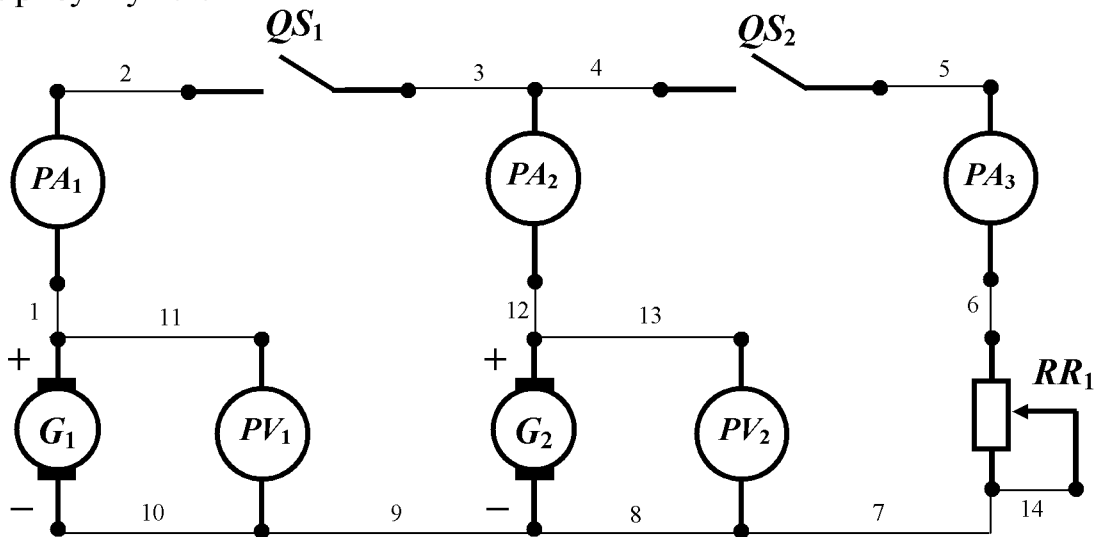 QS₁ QS₂
2 3 4 5
PA₁ PA₂ PA₃
1 11 12 13 6
+ + RR₁
G₁ PV₁ G₂ PV₂
– –
10 9 8 7 14